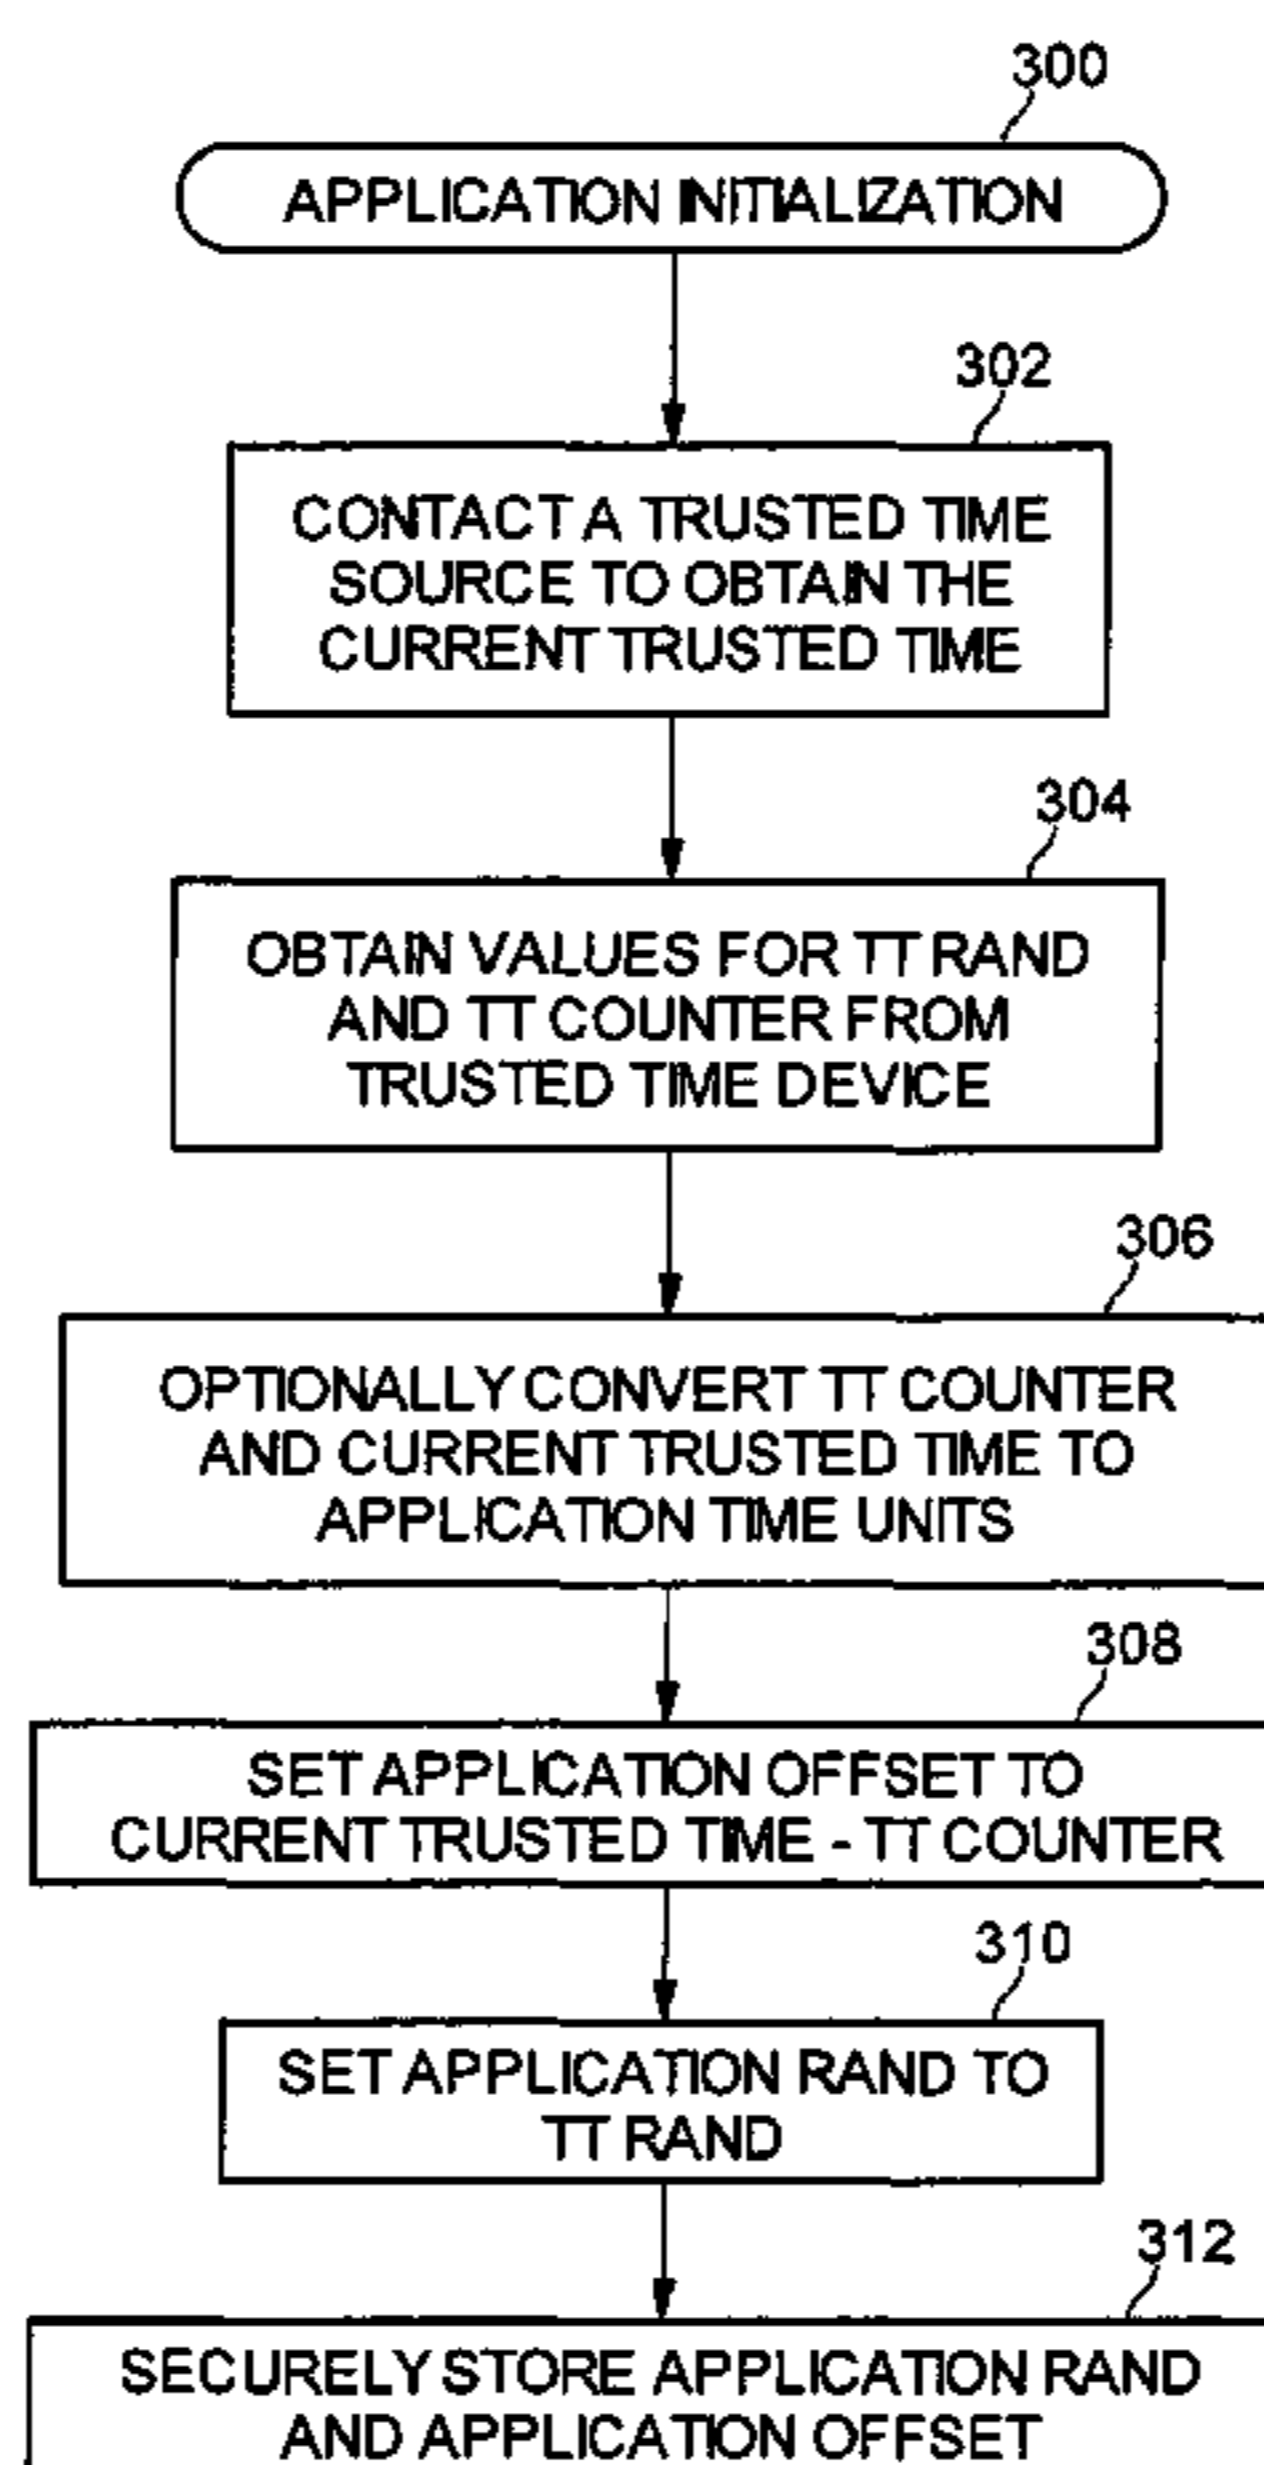 300
APPLICATION INITIALIZATION
302
CONTACT A TRUSTED TIME
SOURCE TO OBTAIN THE
CURRENT TRUSTED TIME
304
OBTAIN VALUES FOR TT RAND
AND TT COUNTER FROM
TRUSTED TIME DEVICE
306
OPTIONALLY CONVERT TT COUNTER
AND CURRENT TRUSTED TIME TO
APPLICATION TIME UNITS
308
SET APPLICATION OFFSET TO
CURRENT TRUSTED TIME - TT COUNTER
310
SET APPLICATION RAND TO
TT RAND
312
SECURELY STORE APPLICATION RAND
AND APPLICATION OFFSET